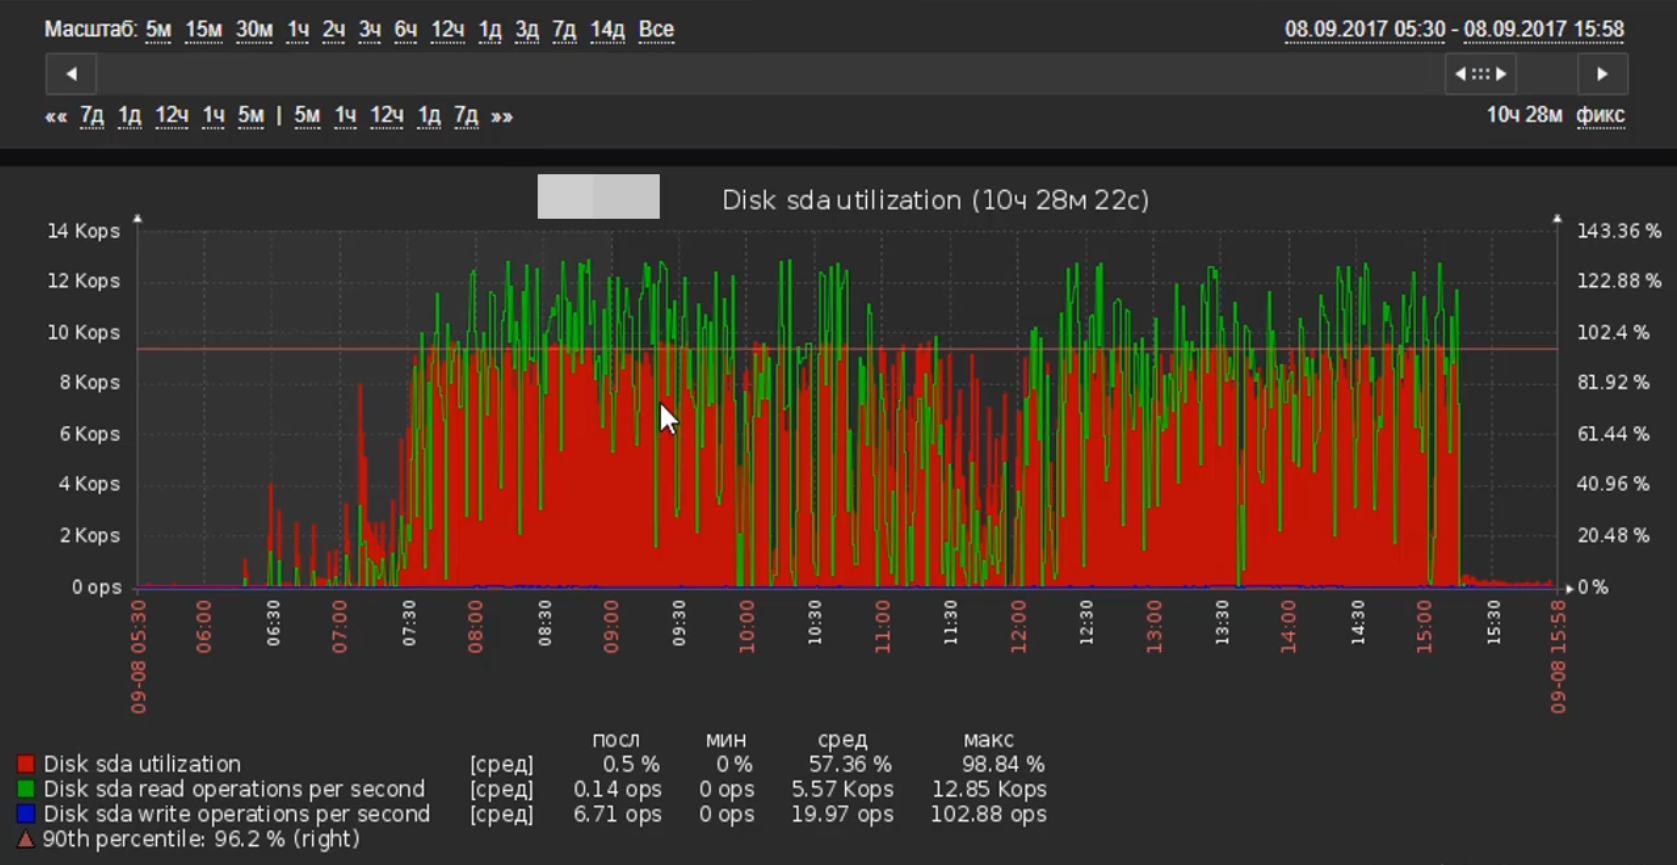 Масштаб: 5м 15м 30м 1ч 2ч 3ч 6ч 12ч 1д 3д 7д 14д Все
08.09.2017 05:30 - 08.09.2017 15:58
«« 7д 1д 12ч 1ч 5м | 5м 1ч 12ч 1д 7д »»
10ч 28м фикс
Disk sda utilization (10ч 28м 22с)
14 Kops 143.36 %
12 Kops 122.88 %
10 Kops 102.4 %
8 Kops 81.92 %
6 Kops 61.44 %
4 Kops 40.96 %
2 Kops 20.48 %
0 ops 0 %
09-08 05:30 06:00 06:30 07:00 07:30 08:00 08:30 09:00 09:30 10:00 10:30 11:00 11:30 12:00 12:30 13:00 13:30 14:00 14:30 15:00 15:30 09-08 15:58
посл мин сред макс
Disk sda utilization [сред] 0.5 % 0 % 57.36 % 98.84 %
Disk sda read operations per second [сред] 0.14 ops 0 ops 5.57 Kops 12.85 Kops
Disk sda write operations per second [сред] 6.71 ops 0 ops 19.97 ops 102.88 ops
90th percentile: 96.2 % (right)